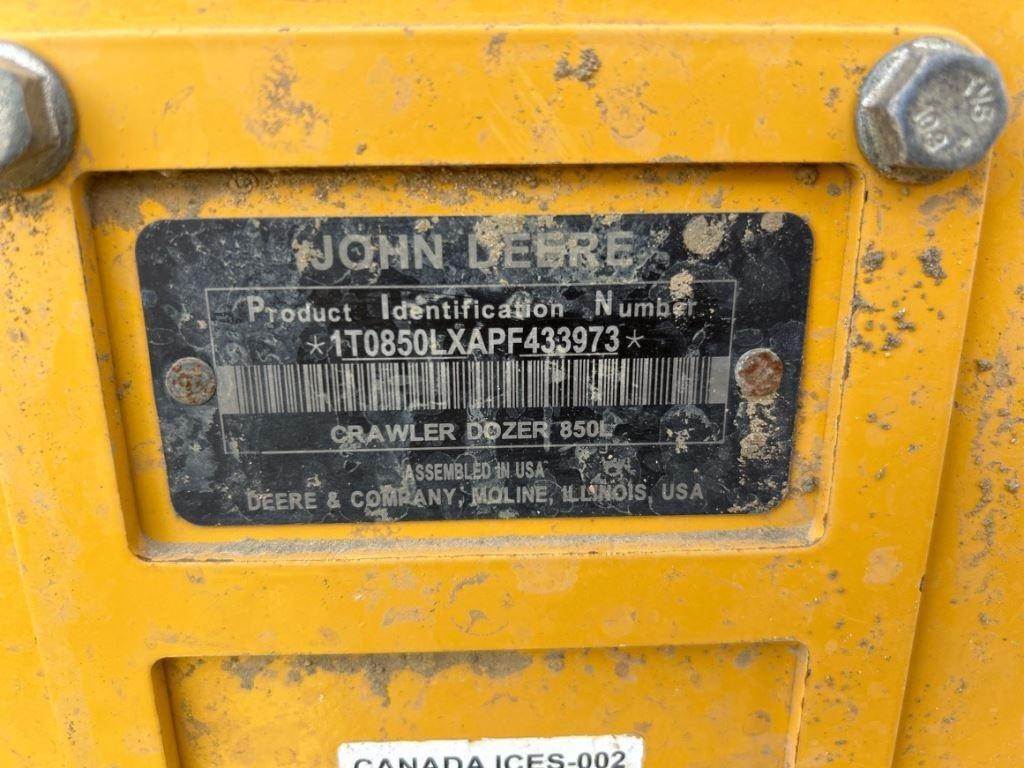 JOHN DEERE
Product Identification Number
*1T0850LXAPF433973*
CRAWLER DOZER 850L
ASSEMBLED IN USA
DEERE & COMPANY, MOLINE, ILLINOIS, USA
CANADA ICES-002